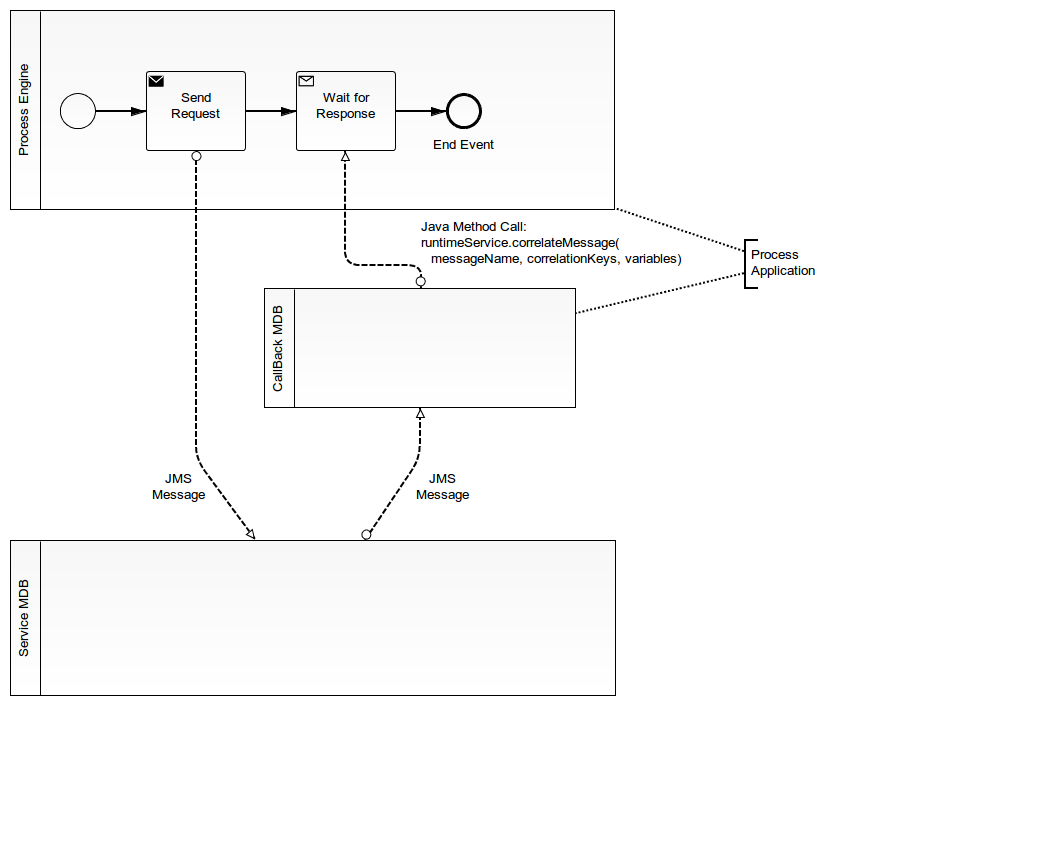 Process Engine
Send
Request
Wait for
Response
End Event
Java Method Call:
runtimeService.correlateMessage(
messageName, correlationKeys, variables)
Process
Application
CallBack MDB
JMS
Message
JMS
Message
Service MDB